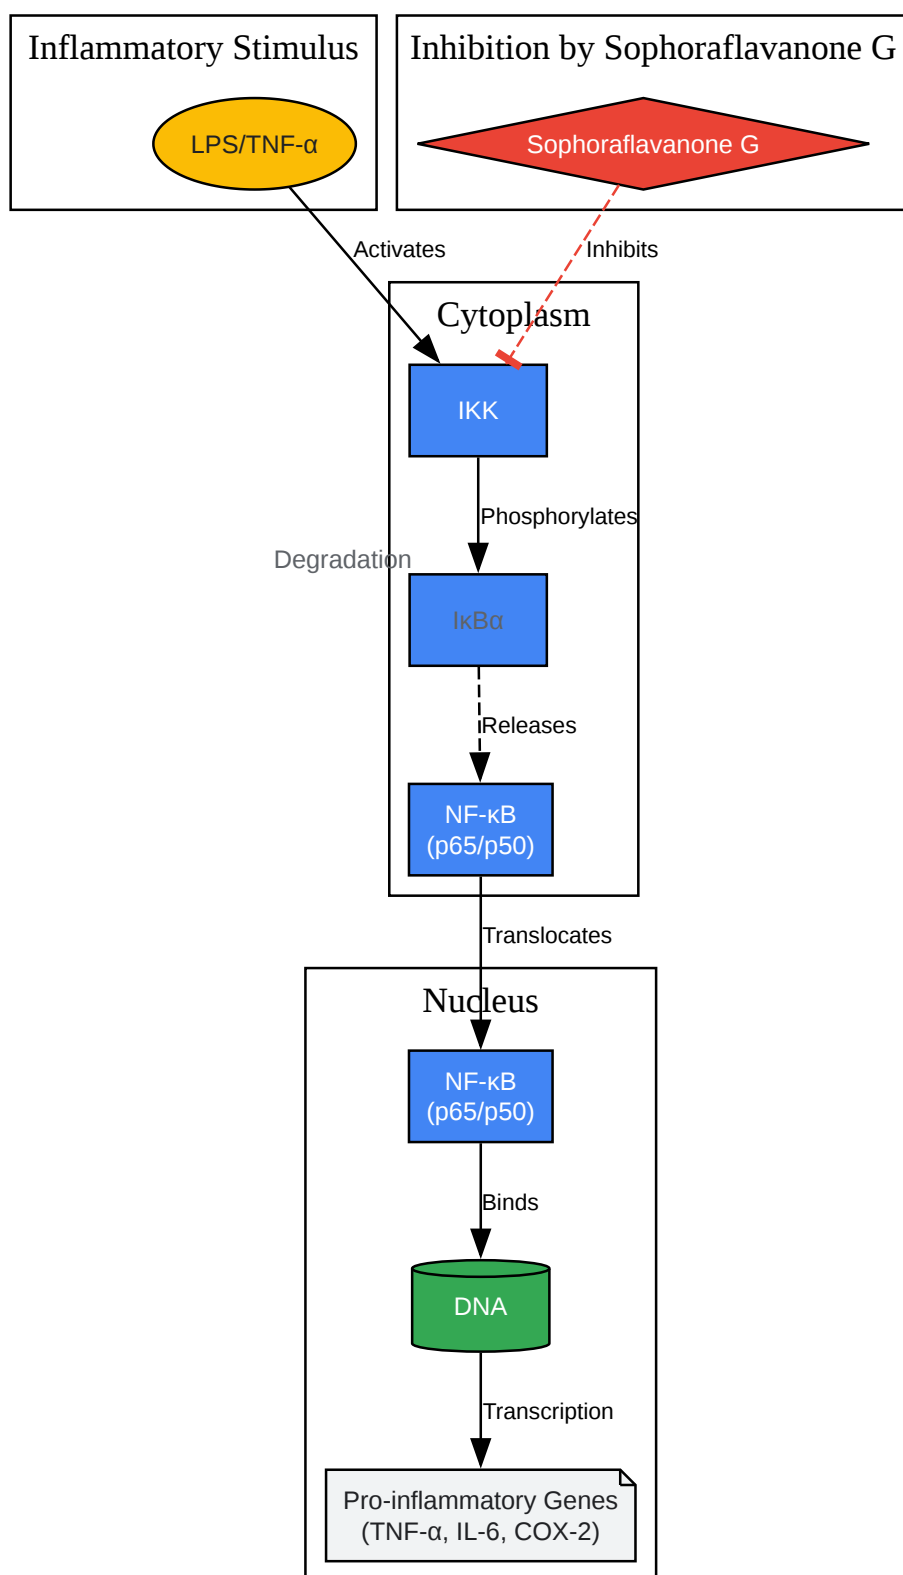 Inflammatory Stimulus
Inhibition by Sophoraflavanone G
LPS/TNF-α
Sophoraflavanone G
Activates
Inhibits
Cytoplasm
IKK
Phosphorylates
Degradation
IκBα
Releases
NF-κB
(p65/p50)
Translocates
Nucleus
NF-κB
(p65/p50)
Binds
DNA
Transcription
Pro-inflammatory Genes
(TNF-α, IL-6, COX-2)